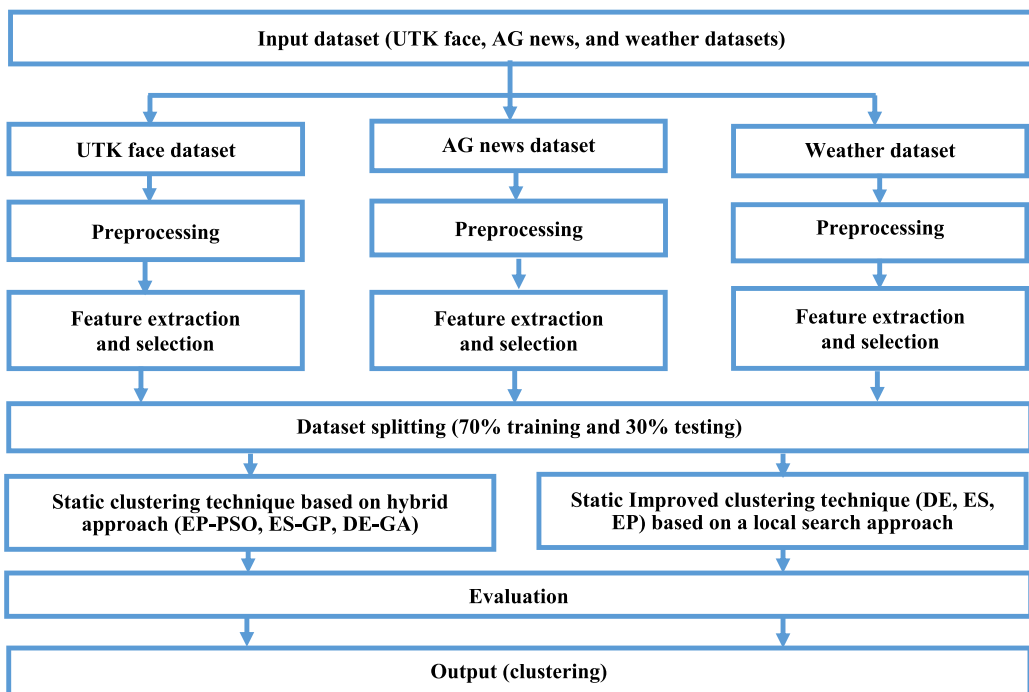 Input dataset (UTK face, AG news, and weather datasets)
UTK face dataset
AG news dataset
Weather dataset
Preprocessing
Preprocessing
Preprocessing
Feature extraction
and selection
Feature extraction
and selection
Feature extraction
and selection
Dataset splitting (70% training and 30% testing)
Static clustering technique based on hybrid
approach (EP-PSO, ES-GP, DE-GA)
Static Improved clustering technique (DE, ES,
EP) based on a local search approach
Evaluation
Output (clustering)